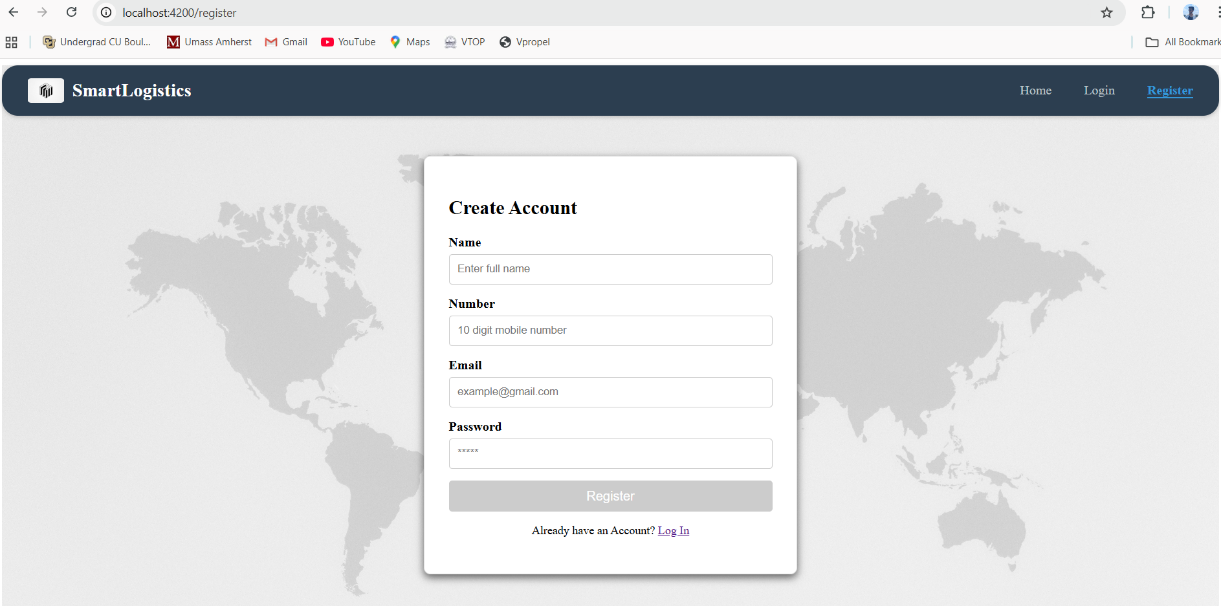 localhost:4200/register
Undergrad CU Boul... Umass Amherst Gmail YouTube Maps VTOP Vpropel All Bookmark
SmartLogistics Home Login Register
Create Account
Name
Enter full name
Number
10 digit mobile number
Email
example@gmail.com
Password
*****
Register
Already have an Account? Log In